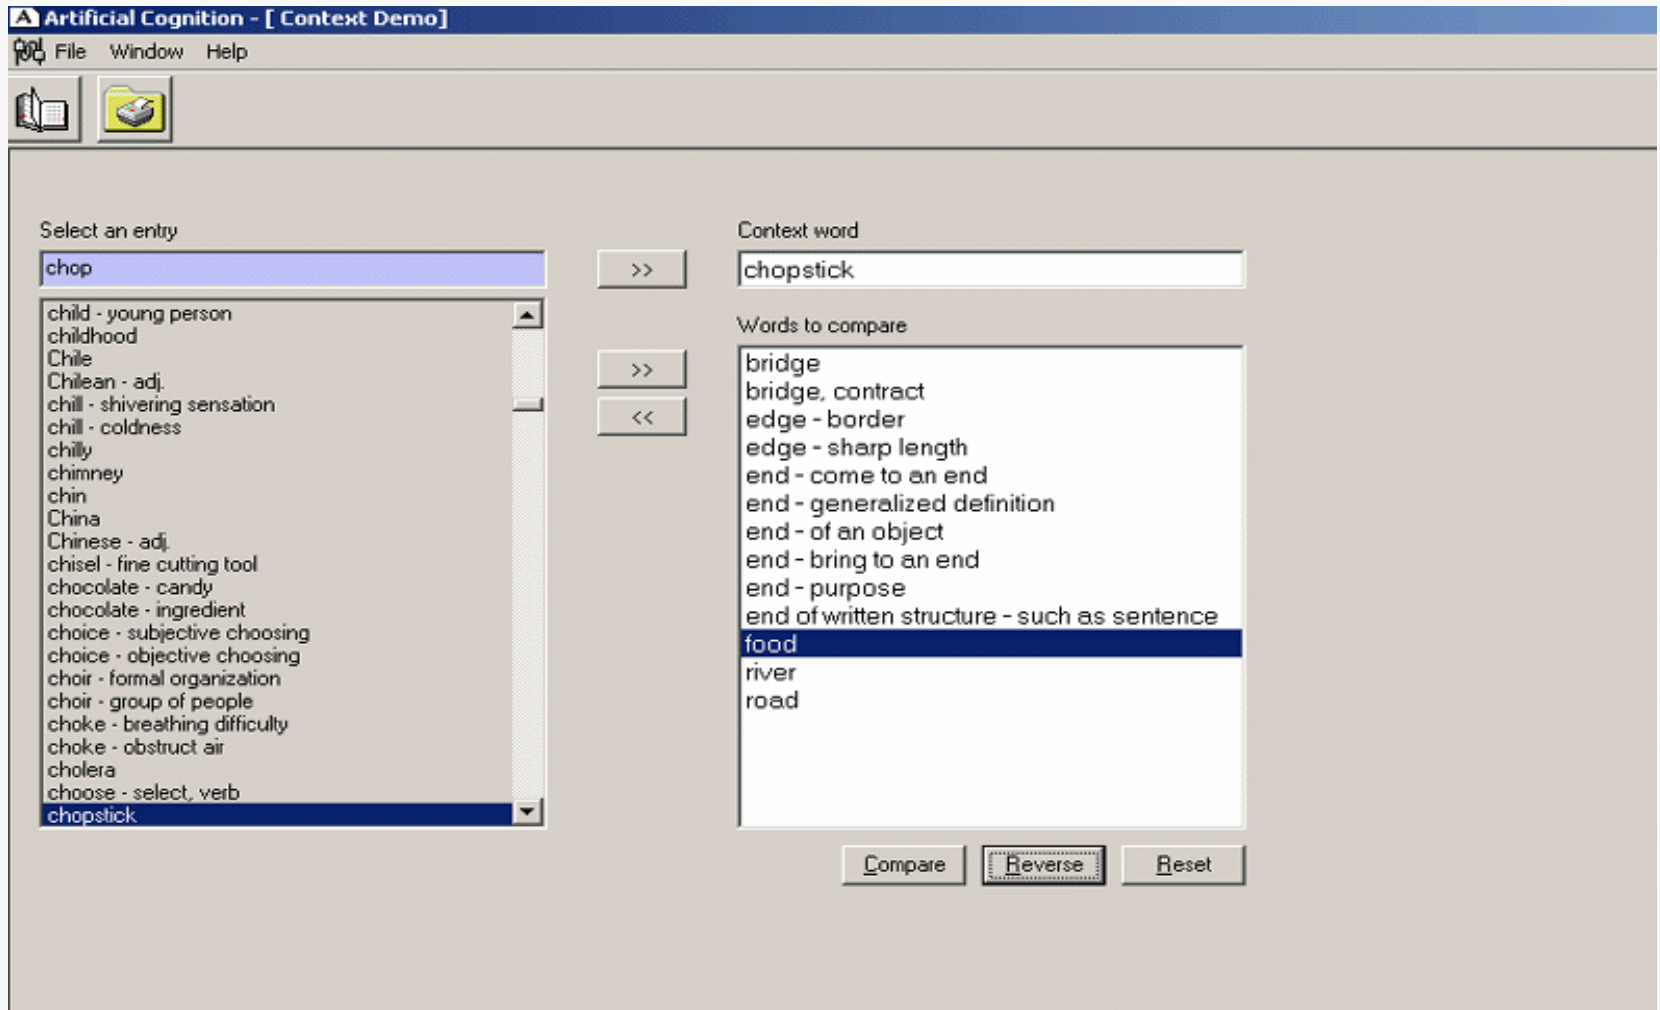 Artificial Cognition - [ Context Demo]
File Window Help
Select an entry
chop
child - young person
childhood
Chile
Chilean - adj.
chill - shivering sensation
chill - coldness
chilly
chimney
chin
China
Chinese - adj.
chisel - fine cutting tool
chocolate - candy
chocolate - ingredient
choice - subjective choosing
choice - objective choosing
choir - formal organization
choir - group of people
choke - breathing difficulty
choke - obstruct air
cholera
choose - select, verb
chopstick
>>
>>
<<
Context word
chopstick
Words to compare
bridge
bridge, contract
edge - border
edge - sharp length
end - come to an end
end - generalized definition
end - of an object
end - bring to an end
end - purpose
end of written structure - such as sentence
food
river
road
Compare Reverse Reset